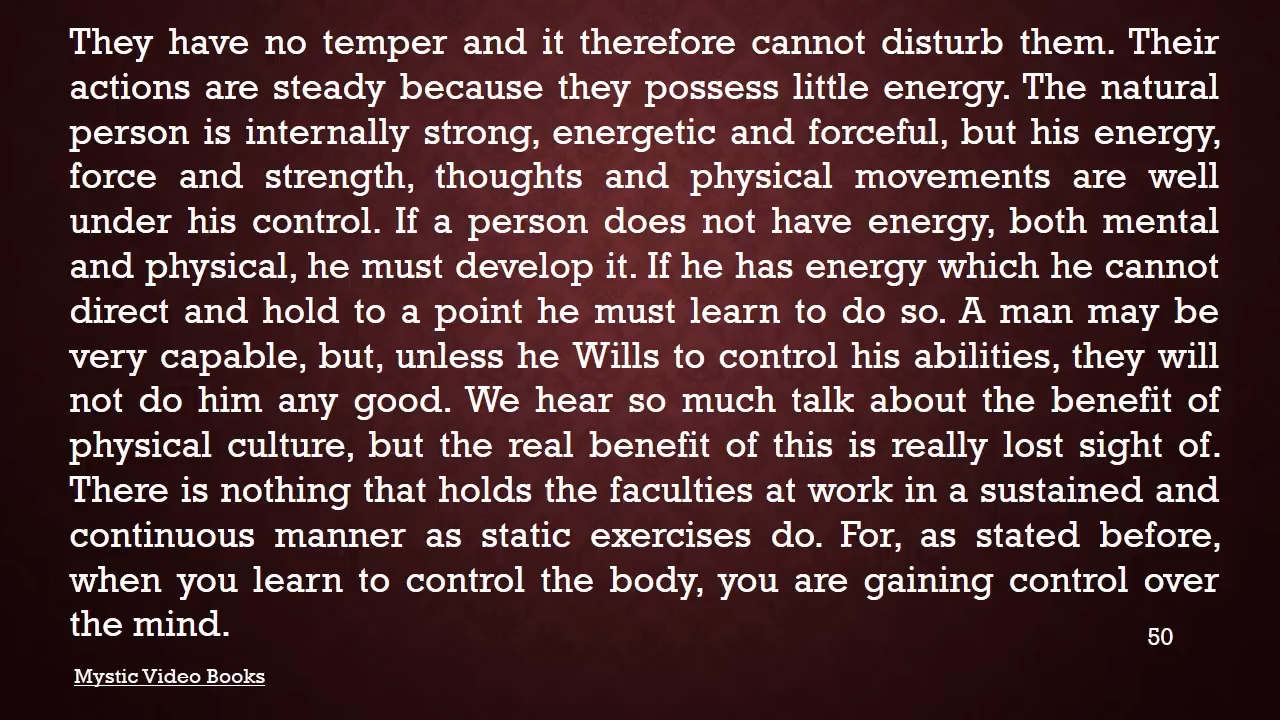 They have no temper and it therefore cannot disturb them. Their
actions are steady because they possess little energy. The natural
person is internally strong, energetic and forceful, but his energy,
force and strength, thoughts and physical movements are well
under his control. If a person does not have energy, both mental
and physical, he must develop it. If he has energy which he cannot
direct and hold to a point he must learn to do so. A man may be
very capable, but, unless he Wills to control his abilities, they will
not do him any good. We hear so much talk about the benefit of
physical culture, but the real benefit of this is really lost sight of.
There is nothing that holds the faculties at work in a sustained and
continuous manner as static exercises do. For, as stated before,
when you learn to control the body, you are gaining control over
the mind.
50
Mystic Video Books